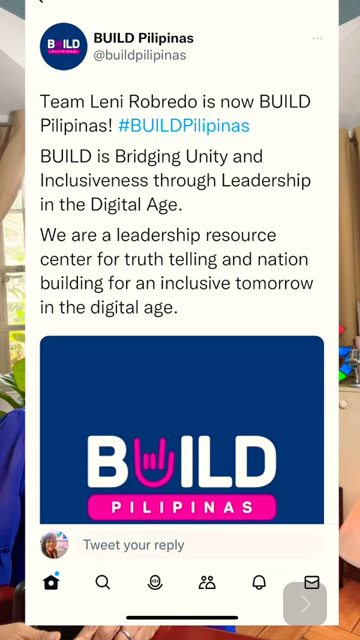 BUILD
PILIPINAS
BUILD Pilipinas
@buildpilipinas
Team Leni Robredo is now BUILD
Pilipinas! #BUILDPilipinas
BUILD is Bridging Unity and
Inclusiveness through Leadership
in the Digital Age.
We are a leadership resource
center for truth telling and nation
building for an inclusive tomorrow
in the digital age.
BUILD
PILIPINAS
Tweet your reply